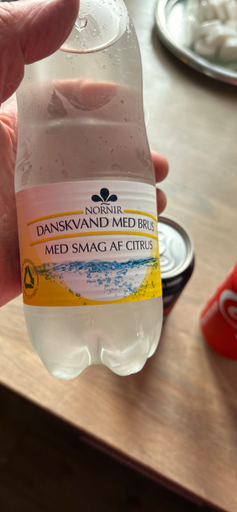 NORNIR
DANSKVAND MED BRUS
MED SMAG AF CITRUS